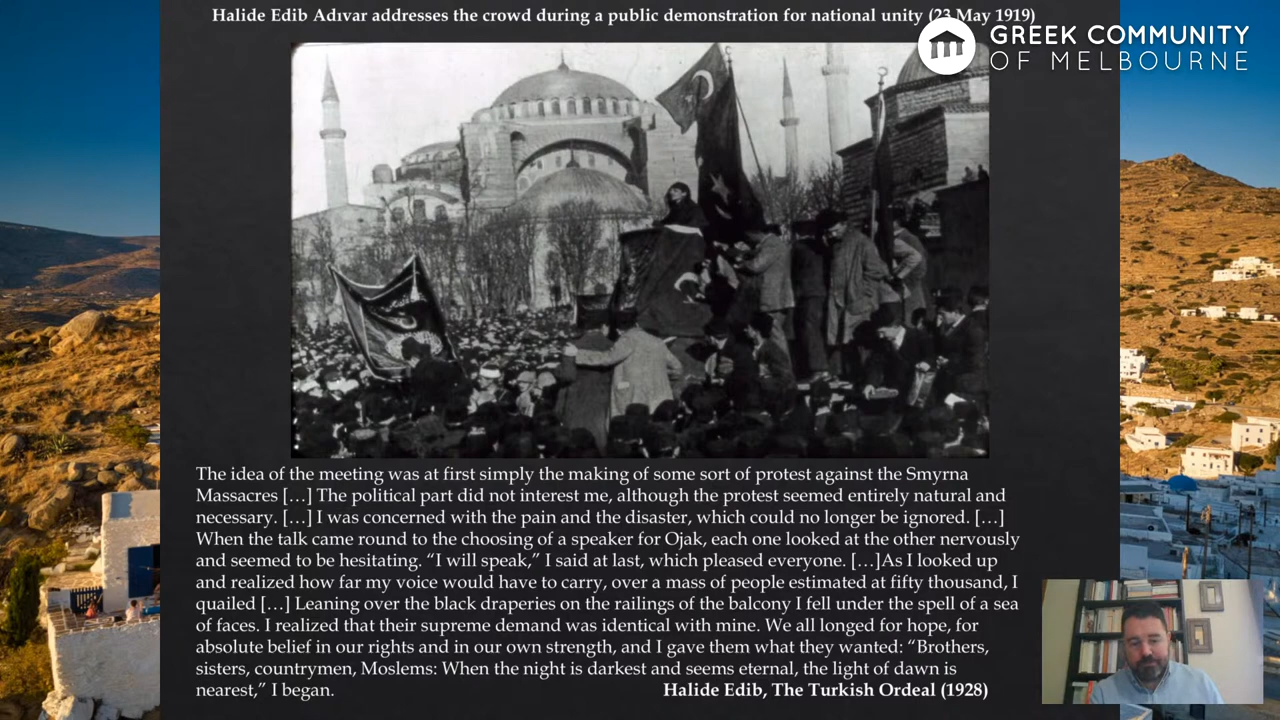 Halide Edib Adıvar addresses the crowd during a public demonstration for national unity (23 May 1919)
GREEK COMMUNITY
OF MELBOURNE
The idea of the meeting was at first simply the making of some sort of protest against the Smyrna
Massacres […] The political part did not interest me, although the protest seemed entirely natural and
necessary. […] I was concerned with the pain and the disaster, which could no longer be ignored. […]
When the talk came round to the choosing of a speaker for Ojak, each one looked at the other nervously
and seemed to be hesitating. “I will speak,” I said at last, which pleased everyone. […]As I looked up
and realized how far my voice would have to carry, over a mass of people estimated at fifty thousand, I
quailed […] Leaning over the black draperies on the railings of the balcony I fell under the spell of a sea
of faces. I realized that their supreme demand was identical with mine. We all longed for hope, for
absolute belief in our rights and in our own strength, and I gave them what they wanted: “Brothers,
sisters, countrymen, Moslems: When the night is darkest and seems eternal, the light of dawn is
nearest,” I began.
Halide Edib, The Turkish Ordeal (1928)